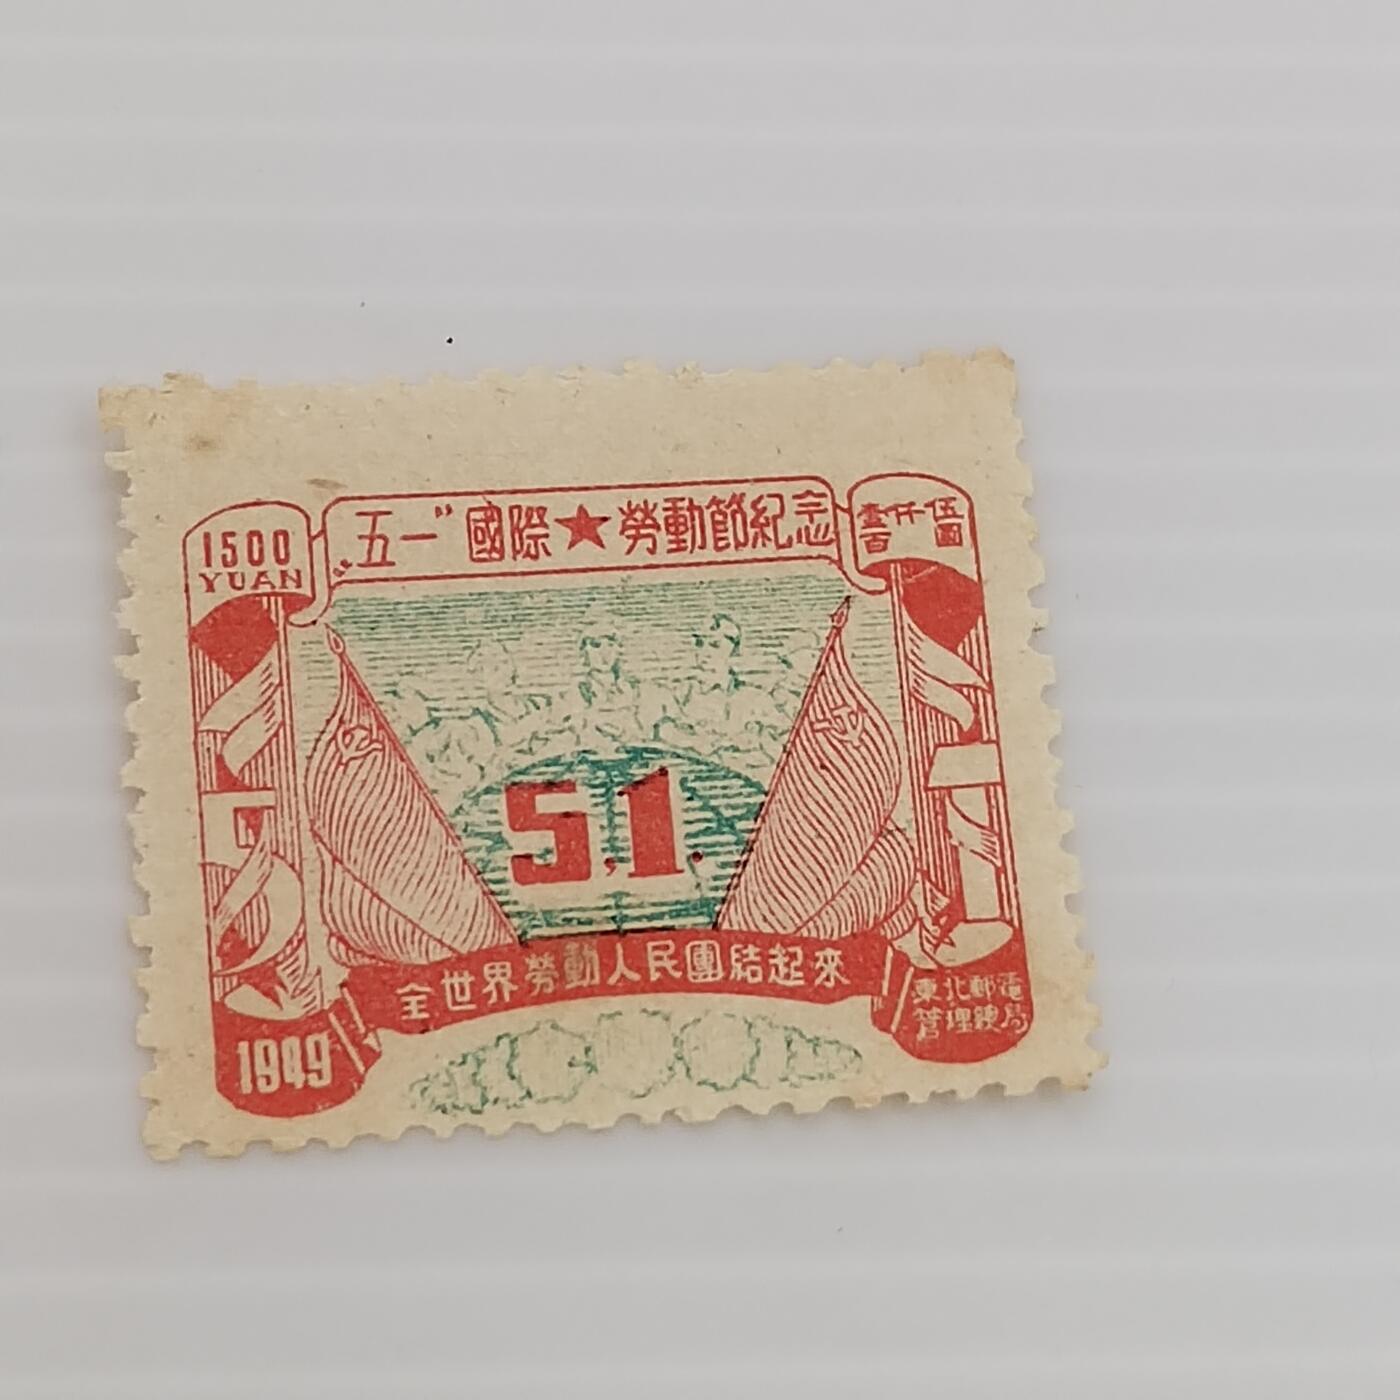 1500
YUAN
"五一"國際★勞動節紀念
壹仟伍
百圓
5.1.
全世界勞動人民團結起來
1949
東北郵電
管理總局